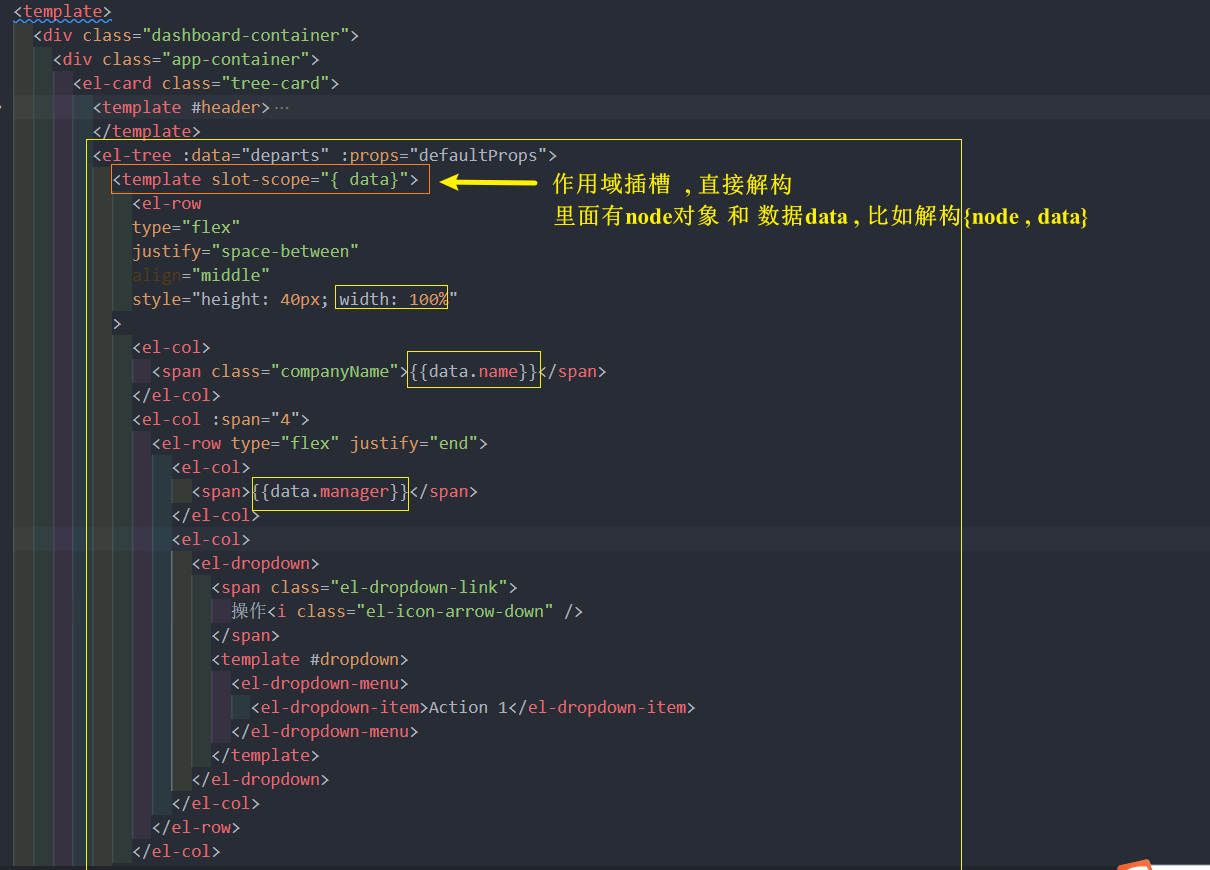 <template>
<div class="dashboard-container">
<div class="app-container">
<el-card class="tree-card">
<template #header>···
</template>
<el-tree :data="departs" :props="defaultProps">
<template slot-scope="{ data}"> 作用域插槽 , 直接解构
<el-row 里面有node对象 和 数据data , 比如解构{node , data}
type="flex"
justify="space-between"
align="middle"
style="height: 40px; width: 100%"
>
<el-col>
<span class="companyName">{{data.name}}</span>
</el-col>
<el-col :span="4">
<el-row type="flex" justify="end">
<el-col>
<span>{{data.manager}}</span>
</el-col>
<el-col>
<el-dropdown>
<span class="el-dropdown-link">
操作<i class="el-icon-arrow-down" />
</span>
<template #dropdown>
<el-dropdown-menu>
<el-dropdown-item>Action 1</el-dropdown-item>
</el-dropdown-menu>
</template>
</el-dropdown>
</el-col>
</el-row>
</el-col>